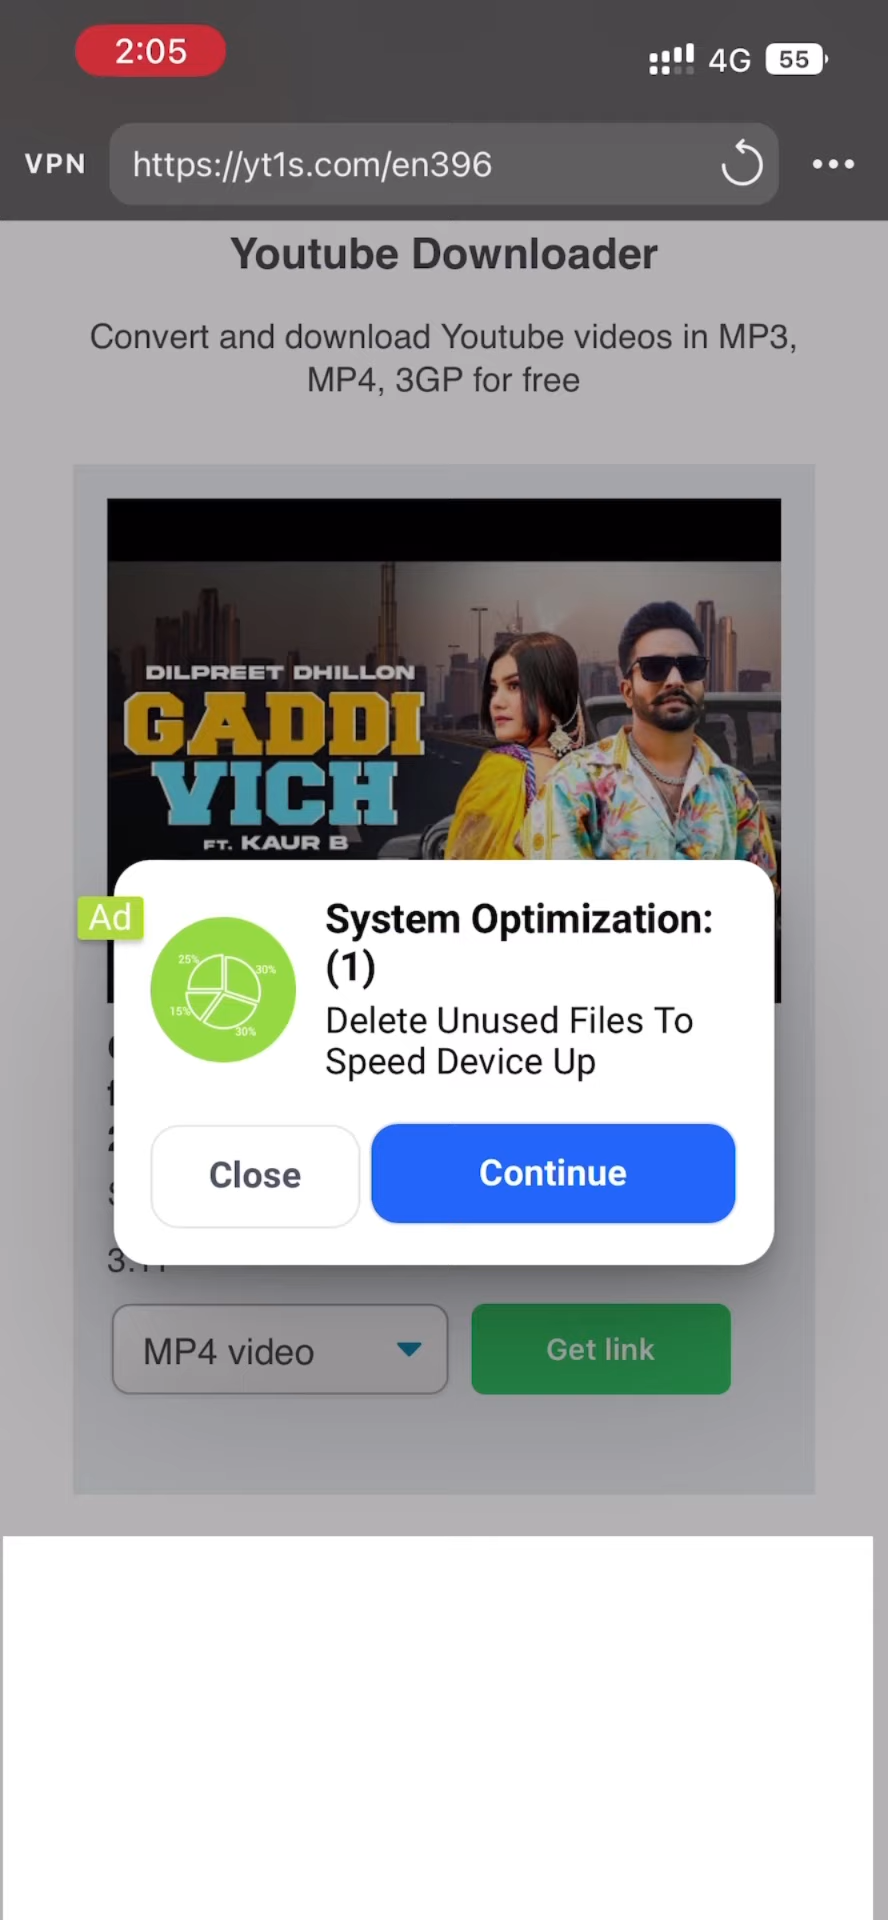 2:05
4G 55
VPN https://yt1s.com/en396
Youtube Downloader
Convert and download Youtube videos in MP3,
MP4, 3GP for free
DILPREET DHILLON
GADDI
VICH
FT. KAUR B
Ad
System Optimization:
(1)
25%
30%
15%
30%
Delete Unused Files To
Speed Device Up
Close Continue
MP4 video Get link